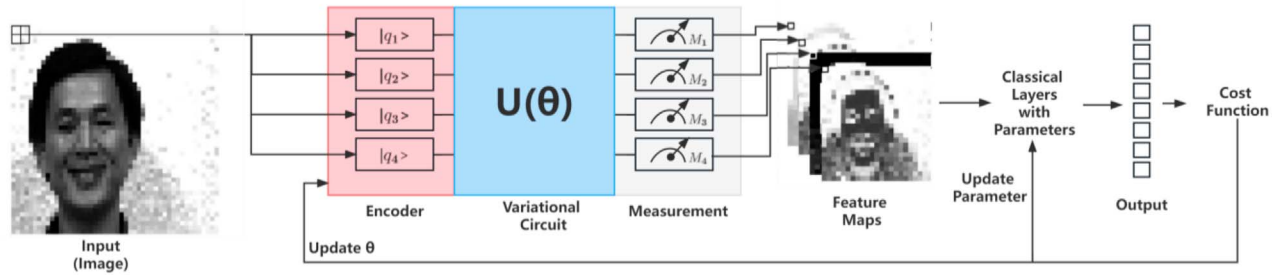 |q1>
|q2>
|q3>
|q4>
U(θ)
M1
M2
M3
M4
Encoder
Variational
Circuit
Measurement
Feature
Maps
Classical
Layers
with
Parameters
Update
Parameter
Output
Cost
Function
Update θ
Input
(Image)